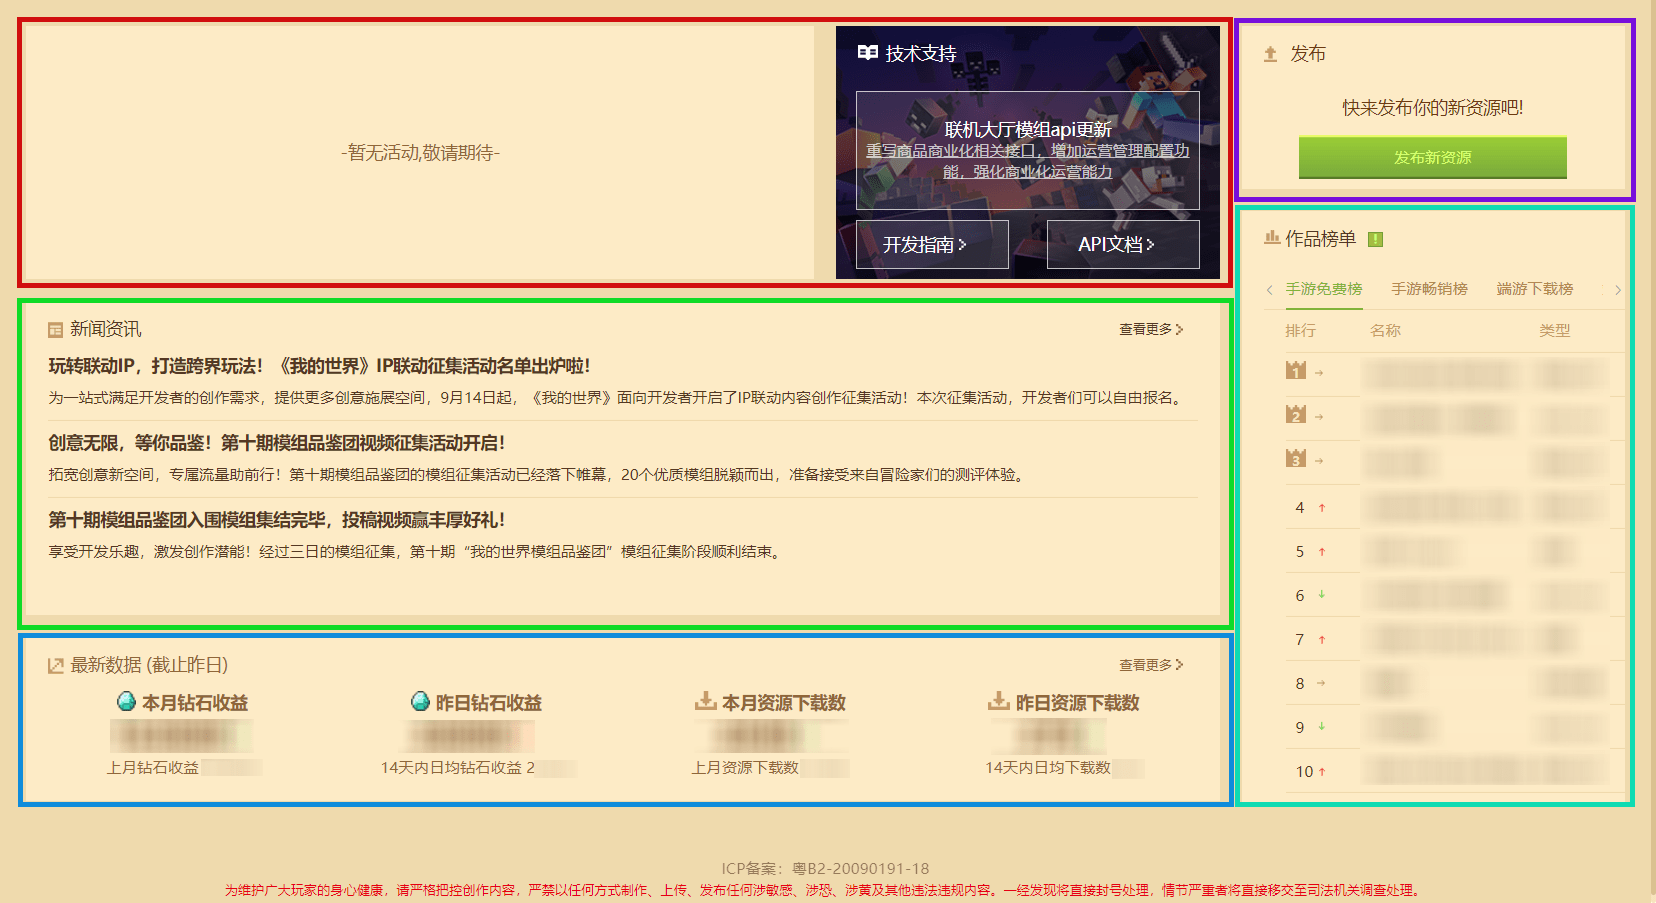 -暂无活动,敬请期待-
技术支持
联机大厅模组api更新
重写商品商业化相关接口，增加运营管理配置功
能，强化商业化运营能力
开发指南
API文档
发布
快来发布你的新资源吧!
发布新资源
新闻资讯
查看更多
玩转联动IP，打造跨界玩法！《我的世界》IP联动征集活动名单出炉啦！
为一站式满足开发者的创作需求，提供更多创意施展空间，9月14日起，《我的世界》面向开发者开启了IP联动内容创作征集活动！本次征集活动，开发者们可以自由报名。
创意无限，等你品鉴！第十期模组品鉴团视频征集活动开启！
拓宽创意新空间，专属流量助前行！第十期模组品鉴团的模组征集活动已经落下帷幕，20个优质模组脱颖而出，准备接受来自冒险家们的测评体验。
第十期模组品鉴团入围模组集结完毕，投稿视频赢丰厚好礼！
享受开发乐趣，激发创作潜能！经过三日的模组征集，第十期“我的世界模组品鉴团”模组征集阶段顺利结束。
作品榜单
手游免费榜 手游畅销榜 端游下载榜
排行 名称 类型
1
2
3
4
5
6
7
8
9
10
最新数据 (截止昨日)
查看更多
本月钻石收益 昨日钻石收益 本月资源下载数 昨日资源下载数
上月钻石收益 14天内日均钻石收益 2 上月资源下载数 14天内日均下载数
ICP备案：粤B2-20090191-18
为维护广大玩家的身心健康，请严格把控创作内容，严禁以任何方式制作、上传、发布任何涉敏感、涉恐、涉黄及其他违法违规内容。一经发现将直接封号处理，情节严重者将直接移交至司法机关调查处理。